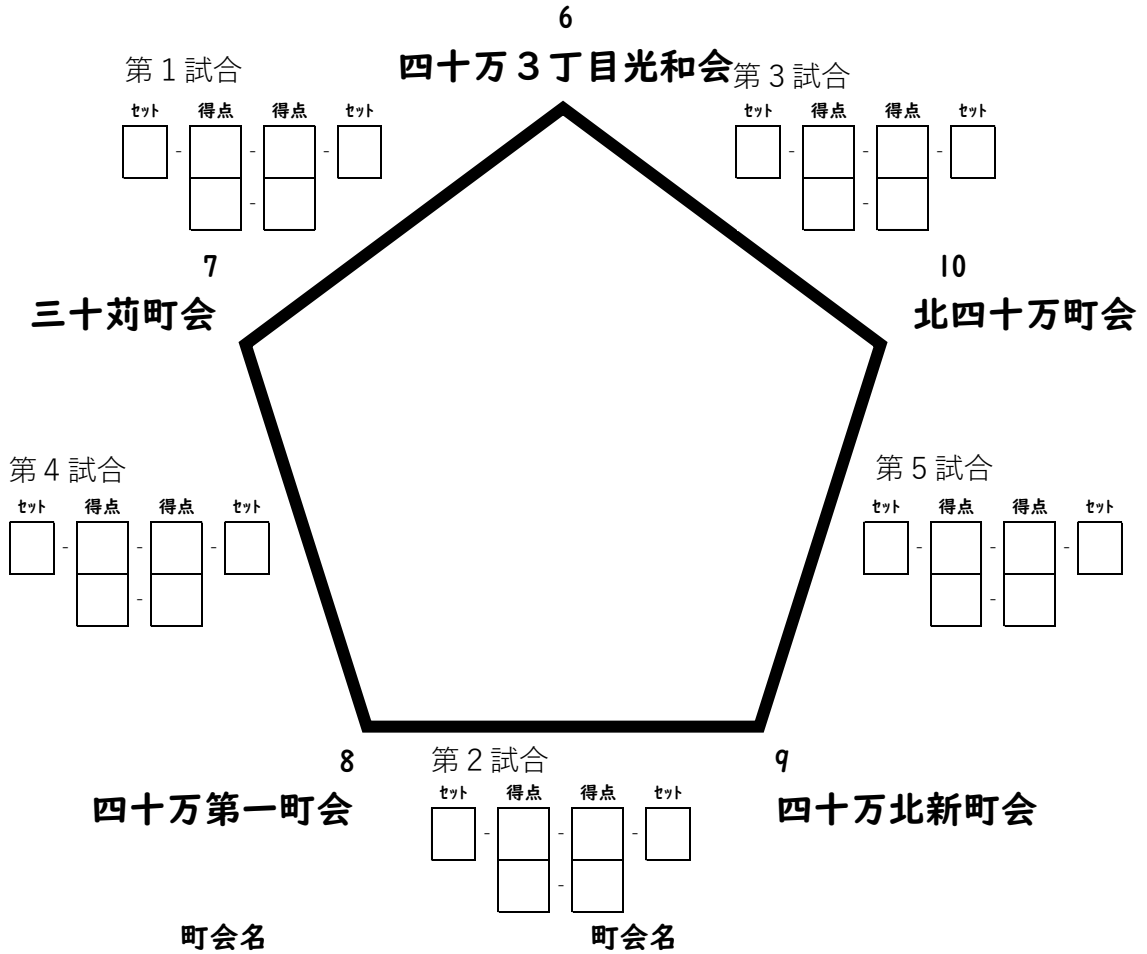 6
四十万３丁目光和会
第１試合
ｾｯﾄ 得点 得点 ｾｯﾄ
- - -
-
第３試合
ｾｯﾄ 得点 得点 ｾｯﾄ
- - -
-
7
三十苅町会
10
北四十万町会
第４試合
ｾｯﾄ 得点 得点 ｾｯﾄ
- - -
-
第５試合
ｾｯﾄ 得点 得点 ｾｯﾄ
- - -
-
8
四十万第一町会
第２試合
ｾｯﾄ 得点 得点 ｾｯﾄ
- - -
-
9
四十万北新町会
町会名 町会名